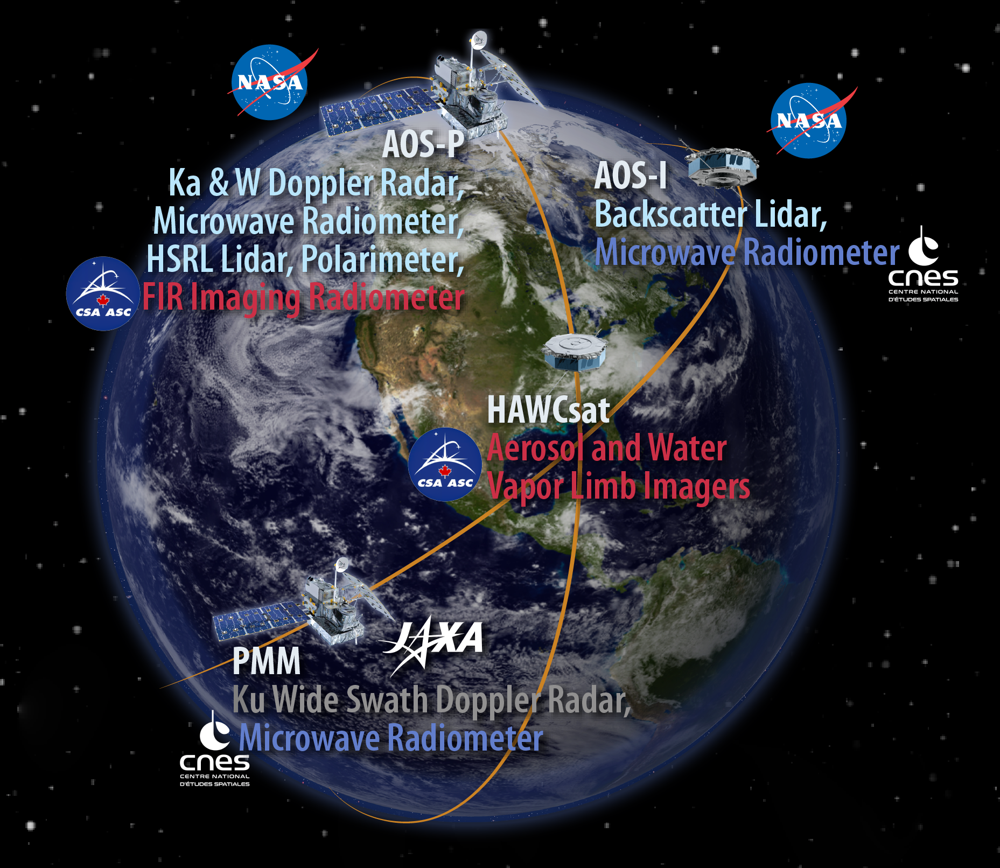 NASA
NASA
AOS-P
Ka & W Doppler Radar,
Microwave Radiometer,
HSRL Lidar, Polarimeter,
FIR Imaging Radiometer
CSA ASC
AOS-I
Backscatter Lidar,
Microwave Radiometer
cnes
CENTRE NATIONAL
D'ÉTUDES SPATIALES
HAWCsat
Aerosol and Water
Vapor Limb Imagers
CSA ASC
JAXA
PMM
Ku Wide Swath Doppler Radar,
Microwave Radiometer
cnes
CENTRE NATIONAL
D'ÉTUDES SPATIALES